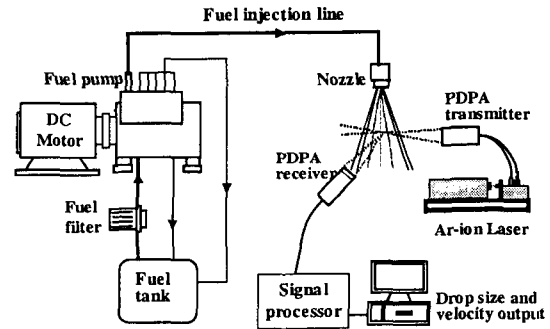 Fuel injection line
Fuel pump
Nozzle
DC
Motor
PDPA
transmitter
PDPA
receiver
Fuel
filter
Ar-ion Laser
Fuel
tank
Signal
processor
Drop size and
velocity output